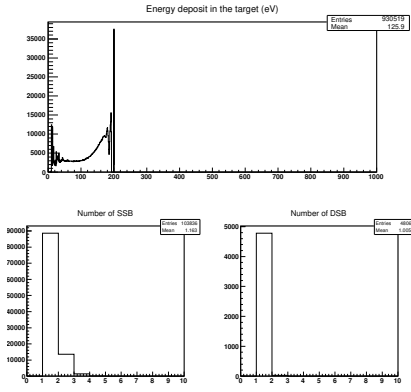 Energy deposit in the target (eV)
Entries 930519
Mean 125.9
35000
30000
25000
20000
15000
10000
5000
0
0 100 200 300 400 500 600 700 800 900 1000
Number of SSB
Entries 103836
Mean 1.163
90000
80000
70000
60000
50000
40000
30000
20000
10000
0
0 1 2 3 4 5 6 7 8 9 10
Number of DSB
Entries 4806
Mean 1.005
5000
4000
3000
2000
1000
0
0 1 2 3 4 5 6 7 8 9 10